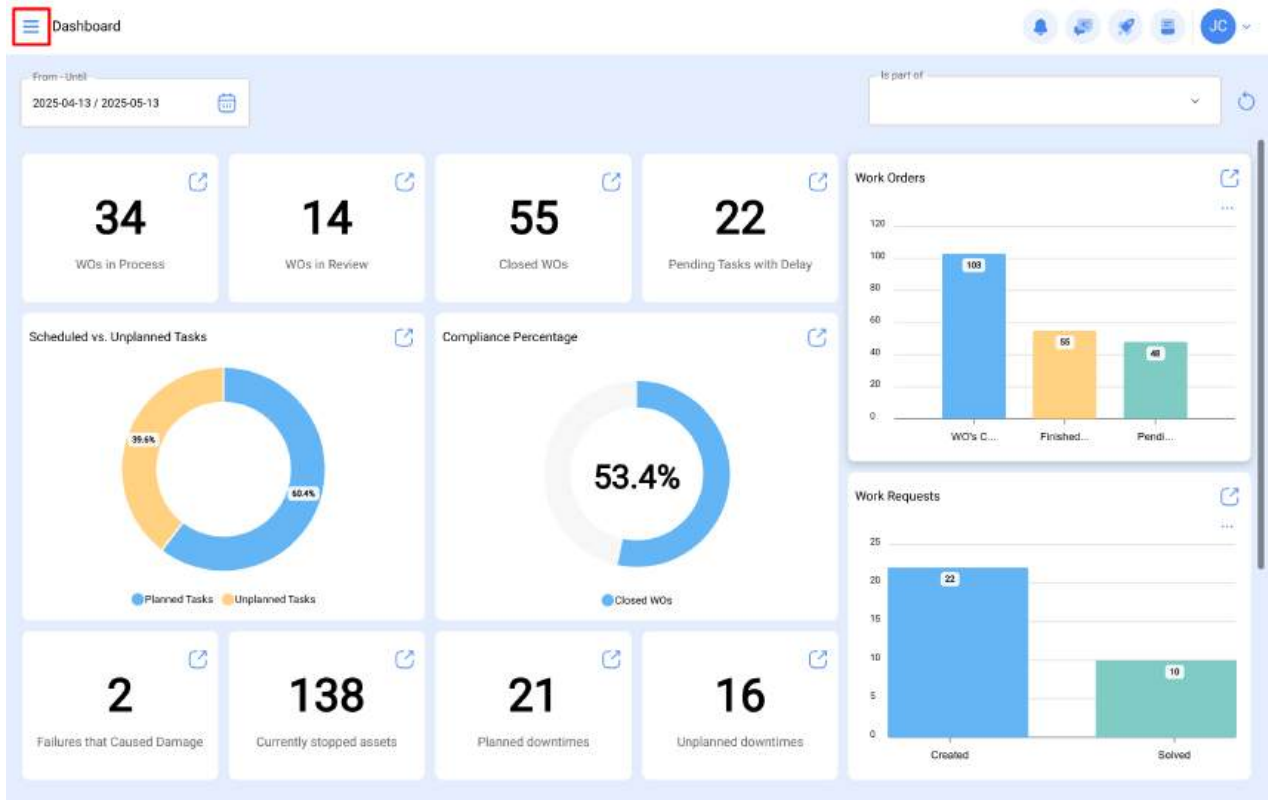 Dashboard
JC
From - Until
2025-04-13 / 2025-05-13
Is part of
34
WOs in Process
14
WOs in Review
55
Closed WOs
22
Pending Tasks with Delay
Work Orders
...
120
100
80
60
40
20
0
103
55
48
WO's C...
Finished...
Pendi...
Scheduled vs. Unplanned Tasks
39.6%
60.4%
Planned Tasks
Unplanned Tasks
Compliance Percentage
53.4%
Closed WOs
Work Requests
...
25
20
15
10
5
0
22
10
Created
Solved
2
Failures that Caused Damage
138
Currently stopped assets
21
Planned downtimes
16
Unplanned downtimes